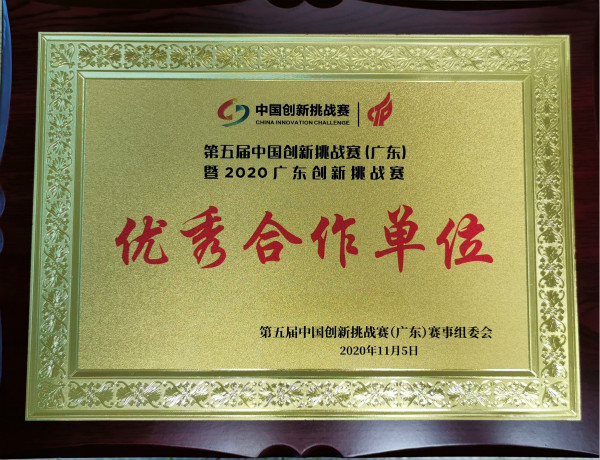 中国创新挑战赛
CHINA INNOVATION CHALLENGE
第五届中国创新挑战赛(广东)
暨2020广东创新挑战赛
优秀合作单位
第五届中国创新挑战赛(广东)赛事组委会
2020年11月5日